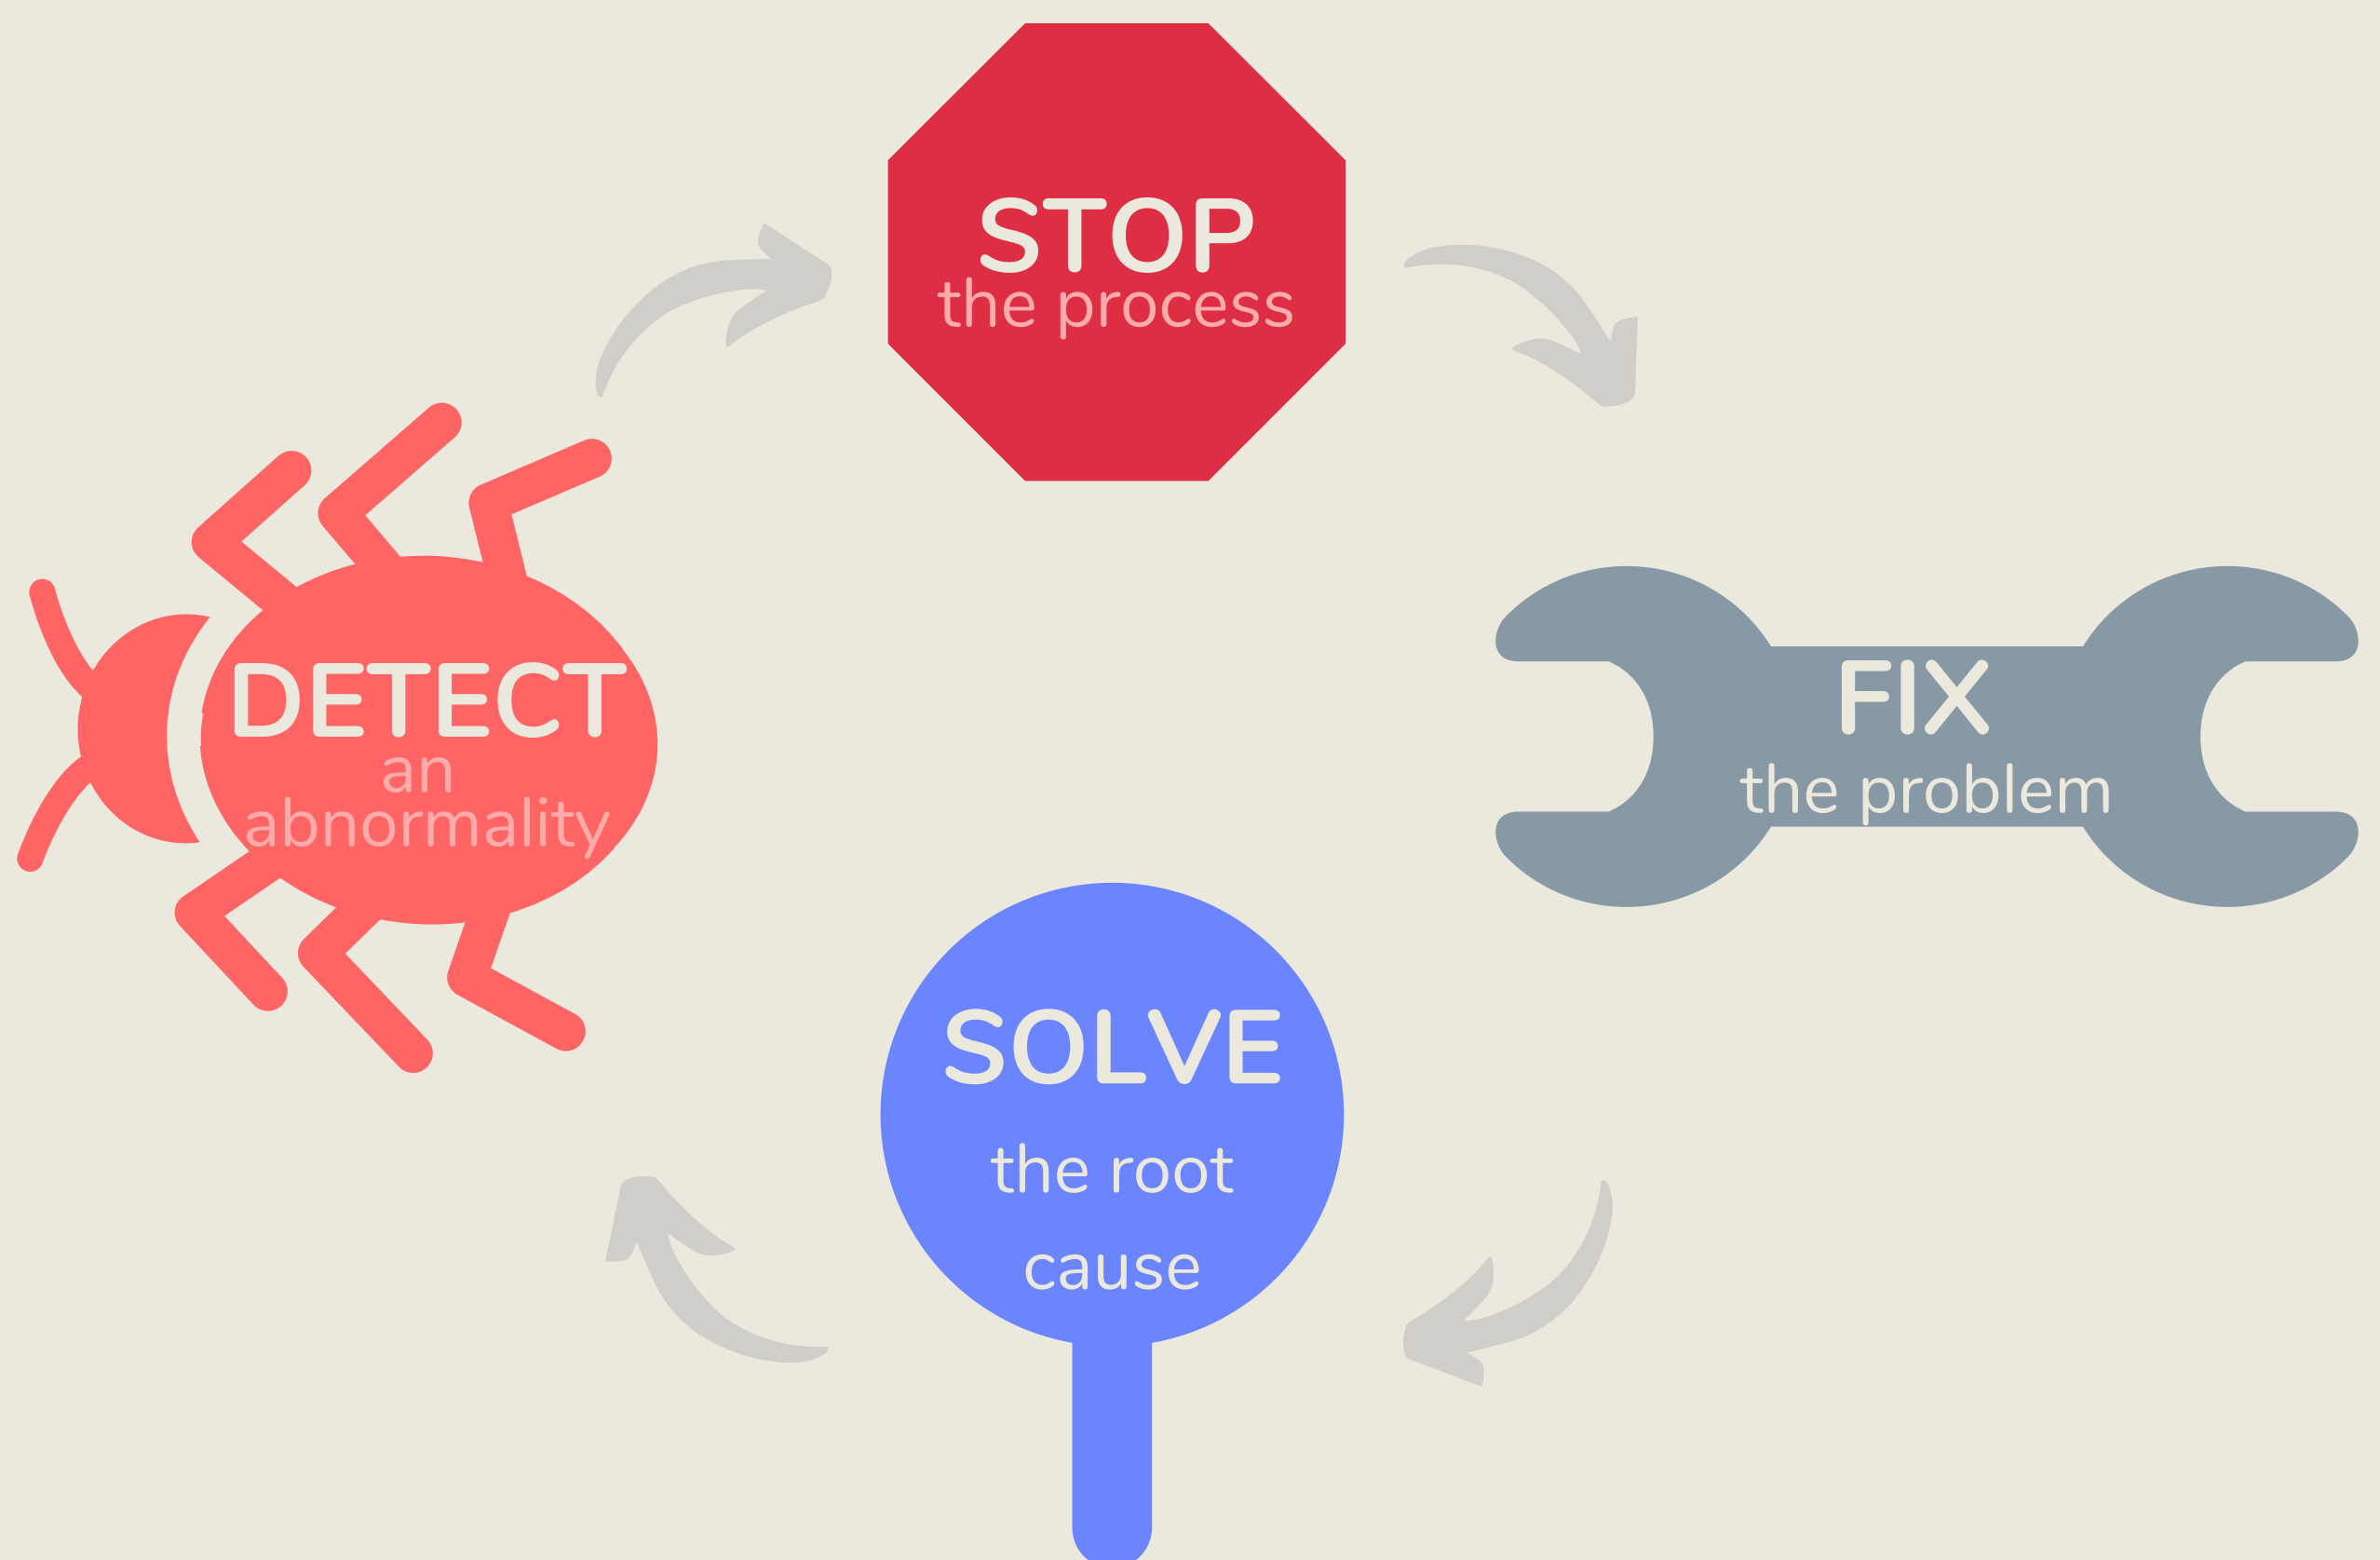 STOP
the process
DETECT
an
abnormality
FIX
the problem
SOLVE
the root
cause